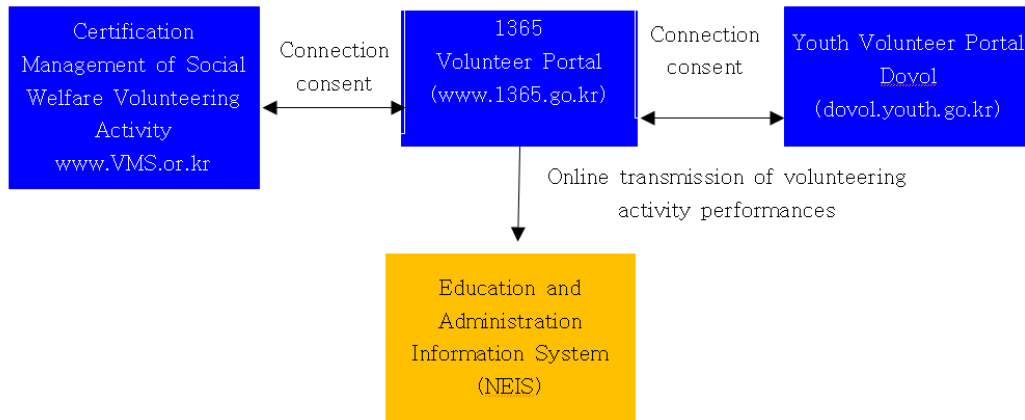 Certification
Management of Social
Welfare Volunteering
Activity
www.VMS.or.kr
Connection
consent
1365
Volunteer Portal
(www.1365.go.kr)
Connection
consent
Youth Volunteer Portal
Dovol
(dovol.youth.go.kr)
Online transmission of volunteering
activity performances
Education and
Administration
Information System
(NEIS)